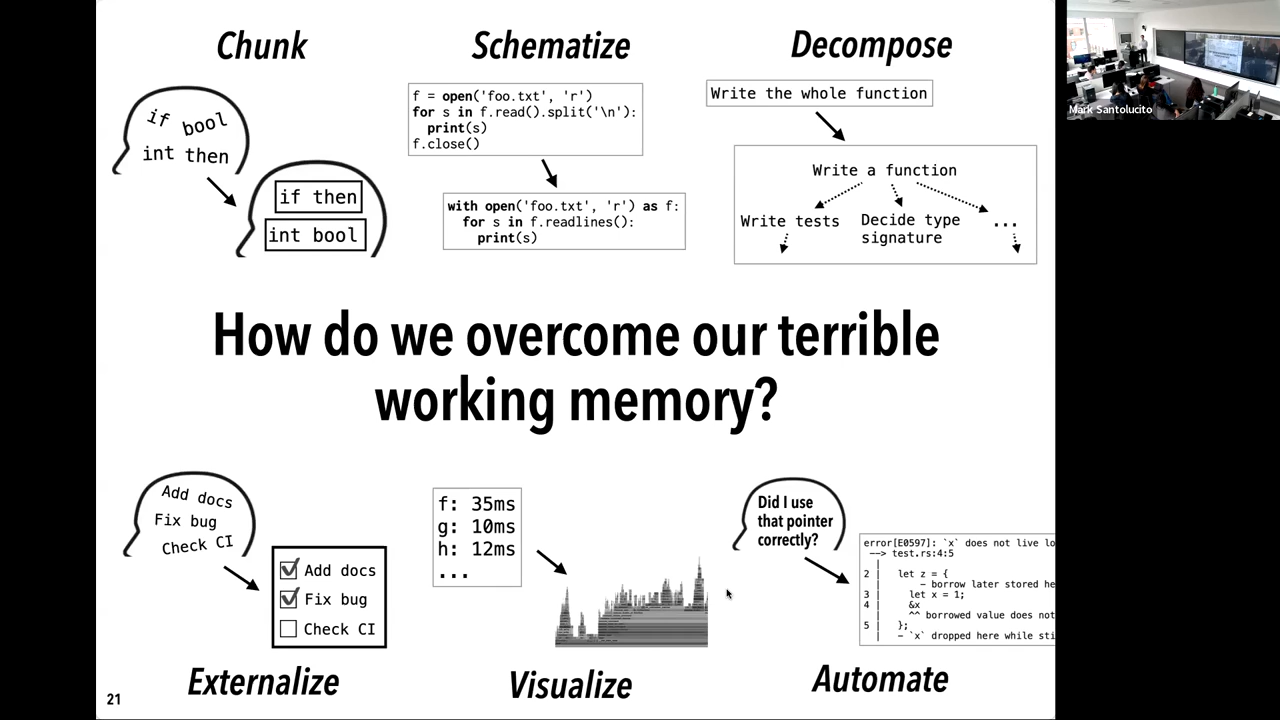 Chunk
if bool
int then
if then
int bool
Schematize
f = open('foo.txt', 'r')
for s in f.read().split('\n'):
print(s)
f.close()
with open('foo.txt', 'r') as f:
for s in f.readlines():
print(s)
Decompose
Write the whole function
Write a function
Write tests
Decide type
signature
...
Mark Santolucito
How do we overcome our terrible
working memory?
Add docs
Fix bug
Check CI
Add docs
Fix bug
Check CI
Externalize
f: 35ms
g: 10ms
h: 12ms
...
Visualize
Did I use
that pointer
correctly?
error[E0597]: `x` does not live lo
--> test.rs:4:5
|
2 | let z = {
| - borrow later stored he
3 | let x = 1;
4 | &x
| ^^ borrowed value does not
5 | };
| - `x` dropped here while sti
Automate
21